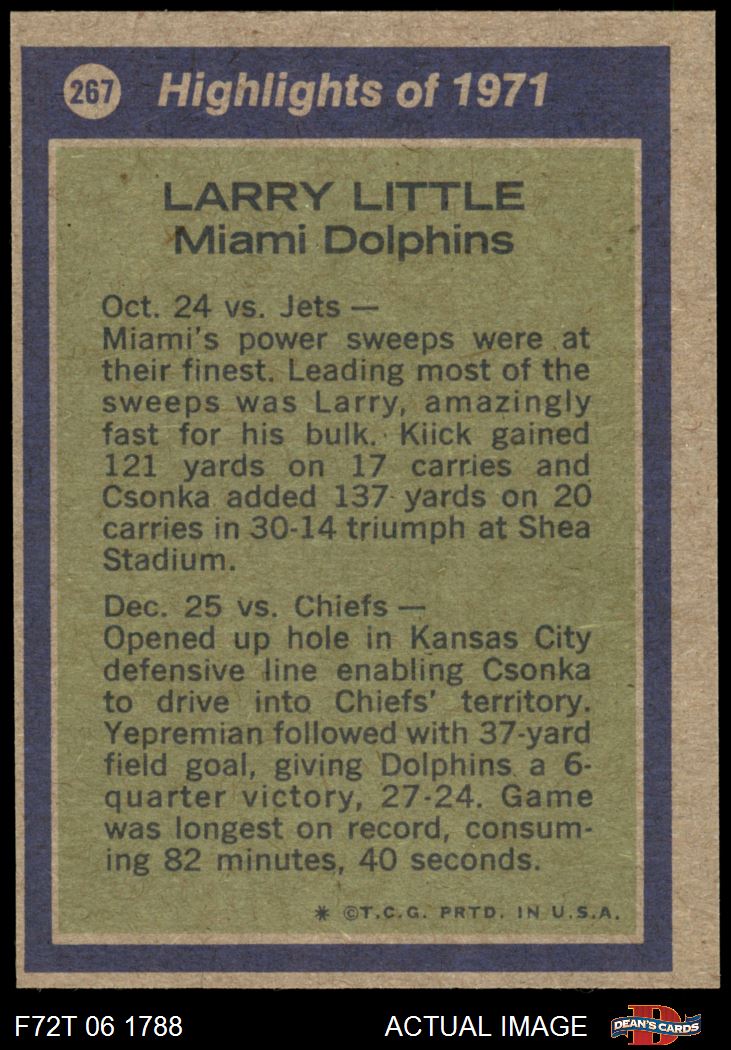 267 Highlights of 1971
LARRY LITTLE
Miami Dolphins
Oct. 24 vs. Jets —
Miami's power sweeps were at
their finest. Leading most of the
sweeps was Larry, amazingly
fast for his bulk. Kiick gained
121 yards on 17 carries and
Csonka added 137 yards on 20
carries in 30-14 triumph at Shea
Stadium.
Dec. 25 vs. Chiefs —
Opened up hole in Kansas City
defensive line enabling Csonka
to drive into Chiefs' territory.
Yepremian followed with 37-yard
field goal, giving Dolphins a 6-
quarter victory, 27-24. Game
was longest on record, consum-
ing 82 minutes, 40 seconds.
* ©T.C.G. PRTD. IN U.S.A.
F72T 06 1788 ACTUAL IMAGE D DEAN'S CARDS